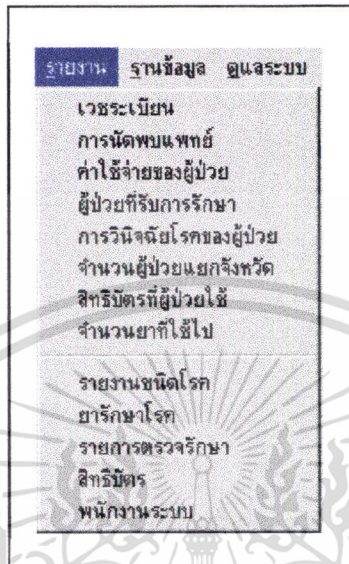 รายงาน ฐานข้อมูล ดูแลระบบ
เวชระเบียน
การนัดพบแพทย์
ค่าใช้จ่ายของผู้ป่วย
ผู้ป่วยที่รับการรักษา
การวินิจฉัยโรคของผู้ป่วย
จำนวนผู้ป่วยแยกจังหวัด
สิทธิบัตรที่ผู้ป่วยใช้
จำนวนยาที่ใช้ไป
รายงานชนิดโรค
ยารักษาโรค
รายการตรวจรักษา
สิทธิบัตร
พนักงานระบบ